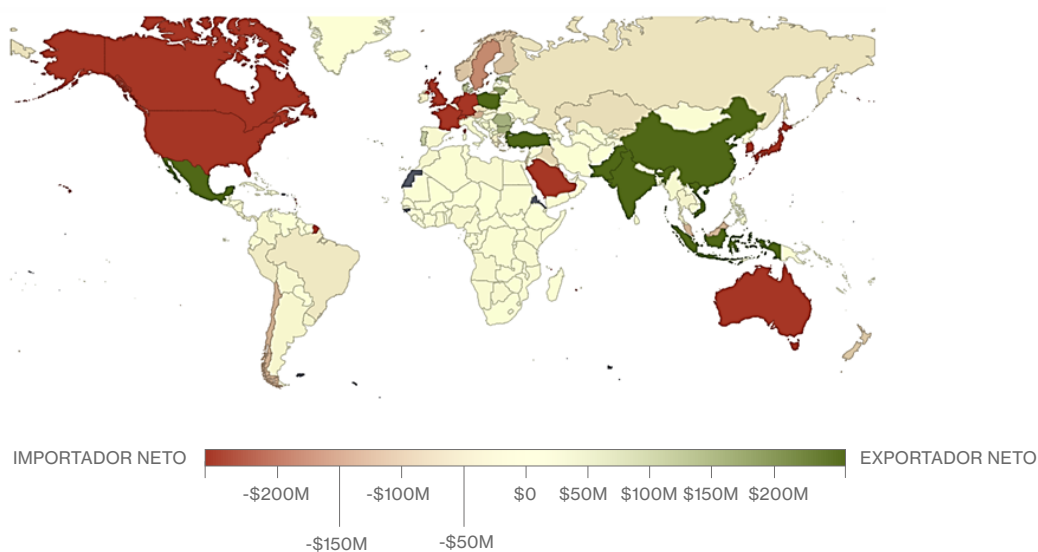 IMPORTADOR NETO
EXPORTADOR NETO
-$200M
-$100M
$0
$50M
$100M
$150M
$200M
-$150M
-$50M